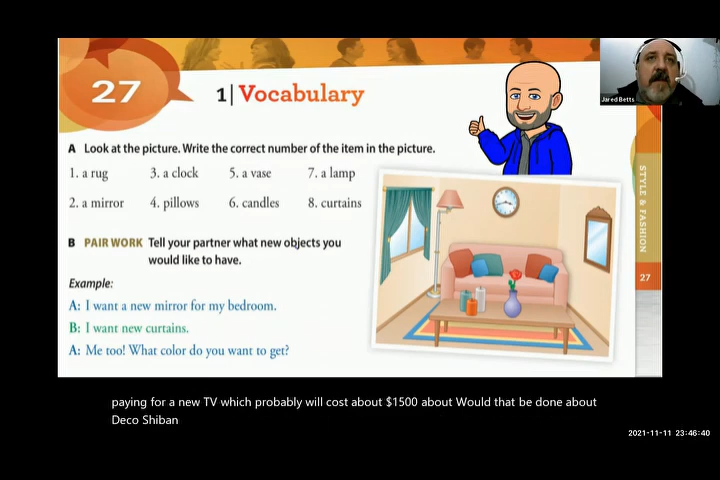 27
1| Vocabulary
Jared Betts
A Look at the picture. Write the correct number of the item in the picture.
1. a rug 3. a clock 5. a vase 7. a lamp
2. a mirror 4. pillows 6. candles 8. curtains
B PAIR WORK Tell your partner what new objects you
would like to have.
Example:
A: I want a new mirror for my bedroom.
B: I want new curtains.
A: Me too! What color do you want to get?
STYLE & FASHION
27
paying for a new TV which probably will cost about $1500 about Would that be done about
Deco Shiban
2021-11-11 23:46:40